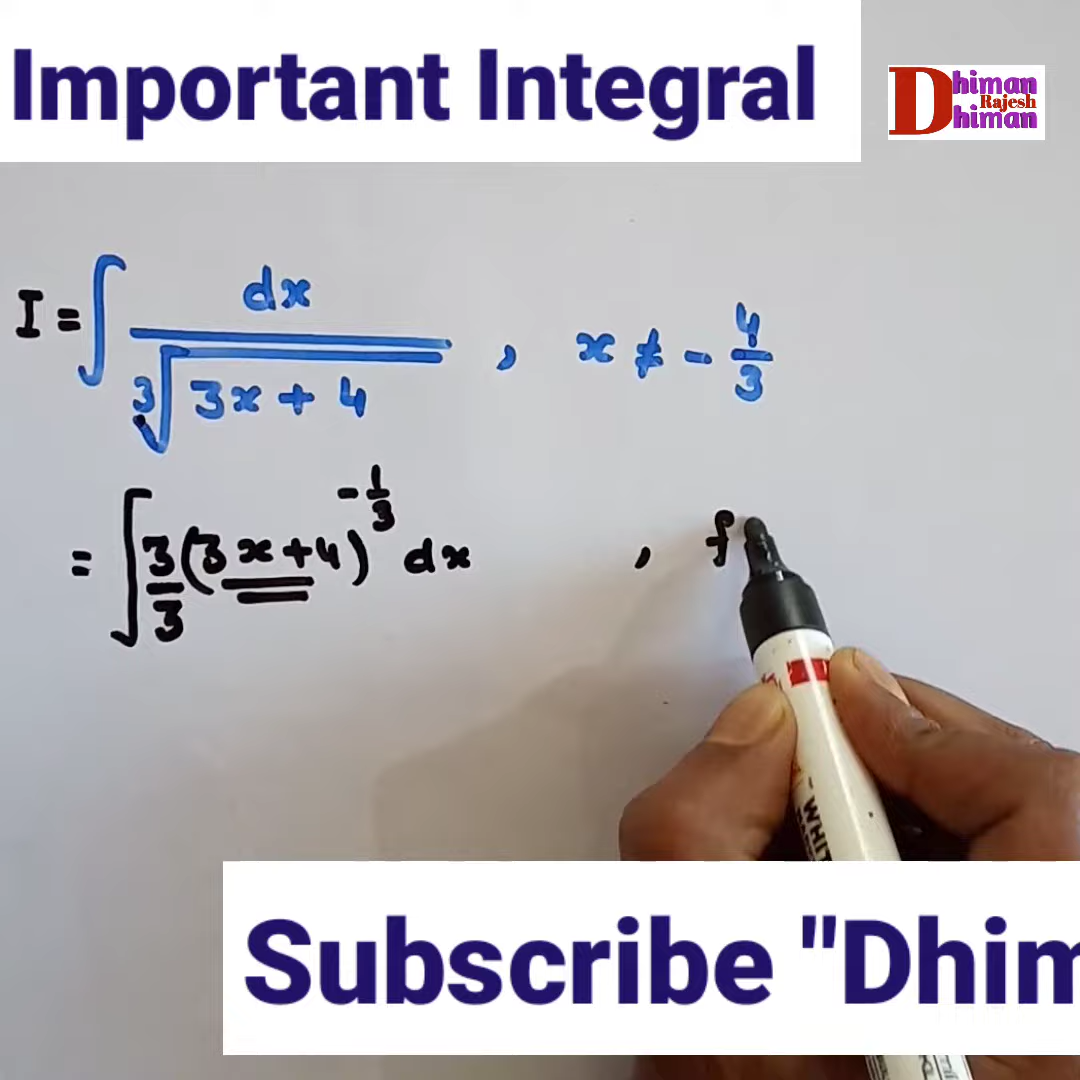 Important Integral
Dhiman
Rajesh
Dhiman
I = ∫ dx / ∛(3x + 4) , x ≠ - 4/3
= ∫ 3/3 (3x+4)^(-1/3) dx , f
Subscribe "Dhim